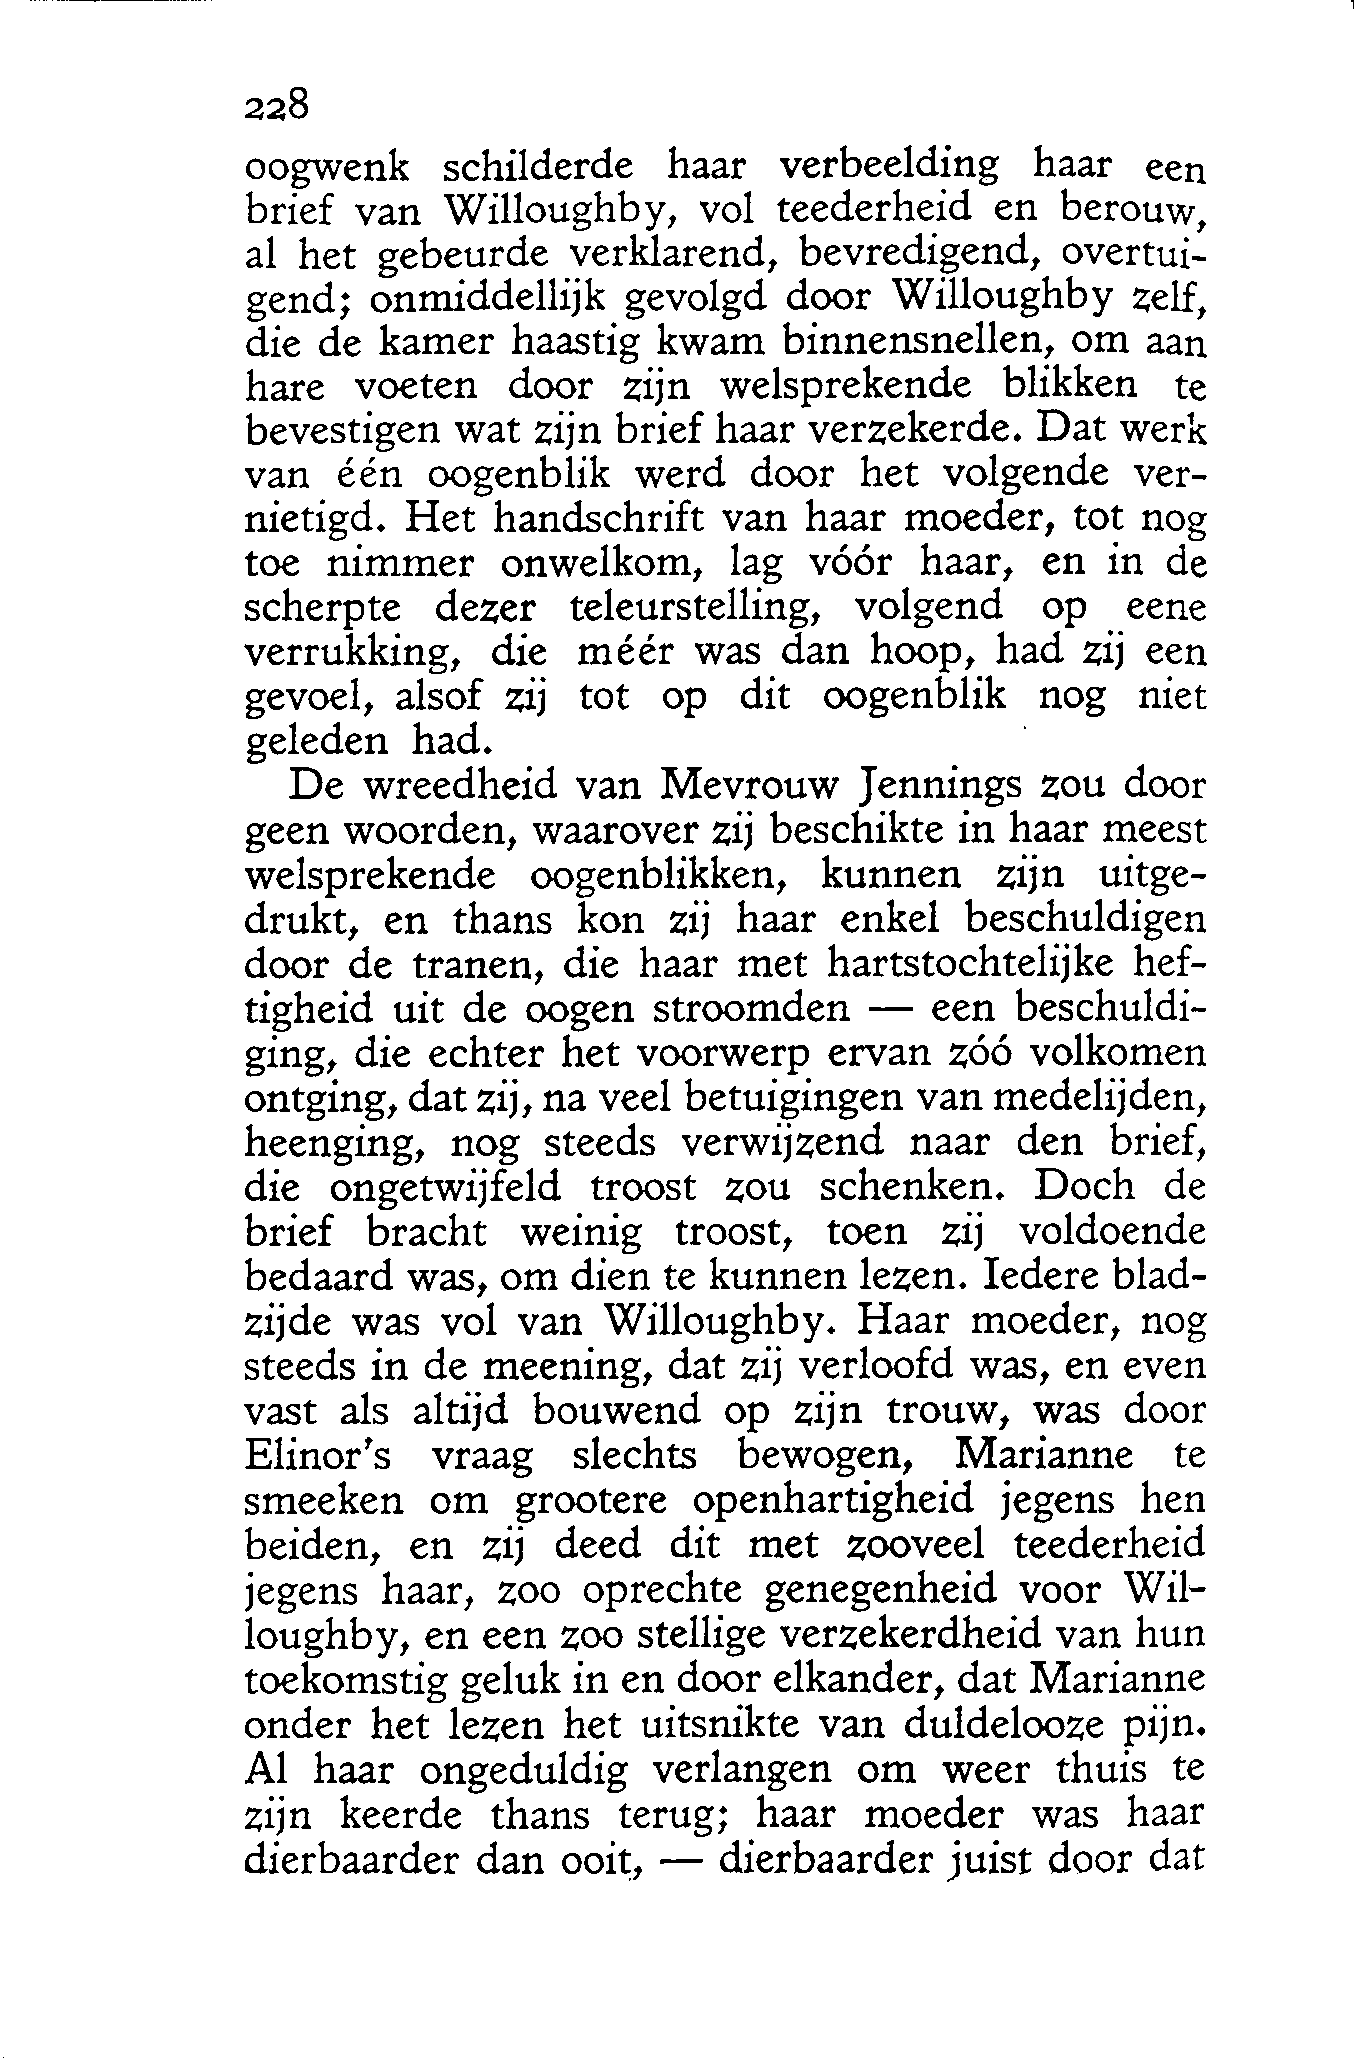 228
oogwenk schilderde haar verbeelding haar een
brief van Willoughby, vol teederheid en berouw,
al het gebeurde verklarend, bevredigend, overtui-
gend; onmiddellijk gevolgd door Willoughby zelf,
die de kamer haastig kwam binnensnellen, om aan
hare voeten door zijn welsprekende blikken te
bevestigen wat zijn brief haar verzekerde. Dat werk
van één oogenblik werd door het volgende ver-
nietigd. Het handschrift van haar moeder, tot nog
toe nimmer onwelkom, lag vóór haar, en in de
scherpte dezer teleurstelling, volgend op eene
verrukking, die méér was dan hoop, had zij een
gevoel, alsof zij tot op dit oogenblik nog niet
geleden had.
De wreedheid van Mevrouw Jennings zou door
geen woorden, waarover zij beschikte in haar meest
welsprekende oogenblikken, kunnen zijn uitge-
drukt, en thans kon zij haar enkel beschuldigen
door de tranen, die haar met hartstochtelijke hef-
tigheid uit de oogen stroomden — een beschuldi-
ging, die echter het voorwerp ervan zóó volkomen
ontging, dat zij, na veel betuigingen van medelijden,
heenging, nog steeds verwijzend naar den brief,
die ongetwijfeld troost zou schenken. Doch de
brief bracht weinig troost, toen zij voldoende
bedaard was, om dien te kunnen lezen. Iedere blad-
zijde was vol van Willoughby. Haar moeder, nog
steeds in de meening, dat zij verloofd was, en even
vast als altijd bouwend op zijn trouw, was door
Elinor's vraag slechts bewogen, Marianne te
smeeken om grootere openhartigheid jegens hen
beiden, en zij deed dit met zooveel teederheid
jegens haar, zoo oprechte genegenheid voor Wil-
loughby, en een zoo stellige verzekerdheid van hun
toekomstig geluk in en door elkander, dat Marianne
onder het lezen het uitsnikte van duldelooze pijn.
Al haar ongeduldig verlangen om weer thuis te
zijn keerde thans terug; haar moeder was haar
dierbaarder dan ooit, — dierbaarder juist door dat